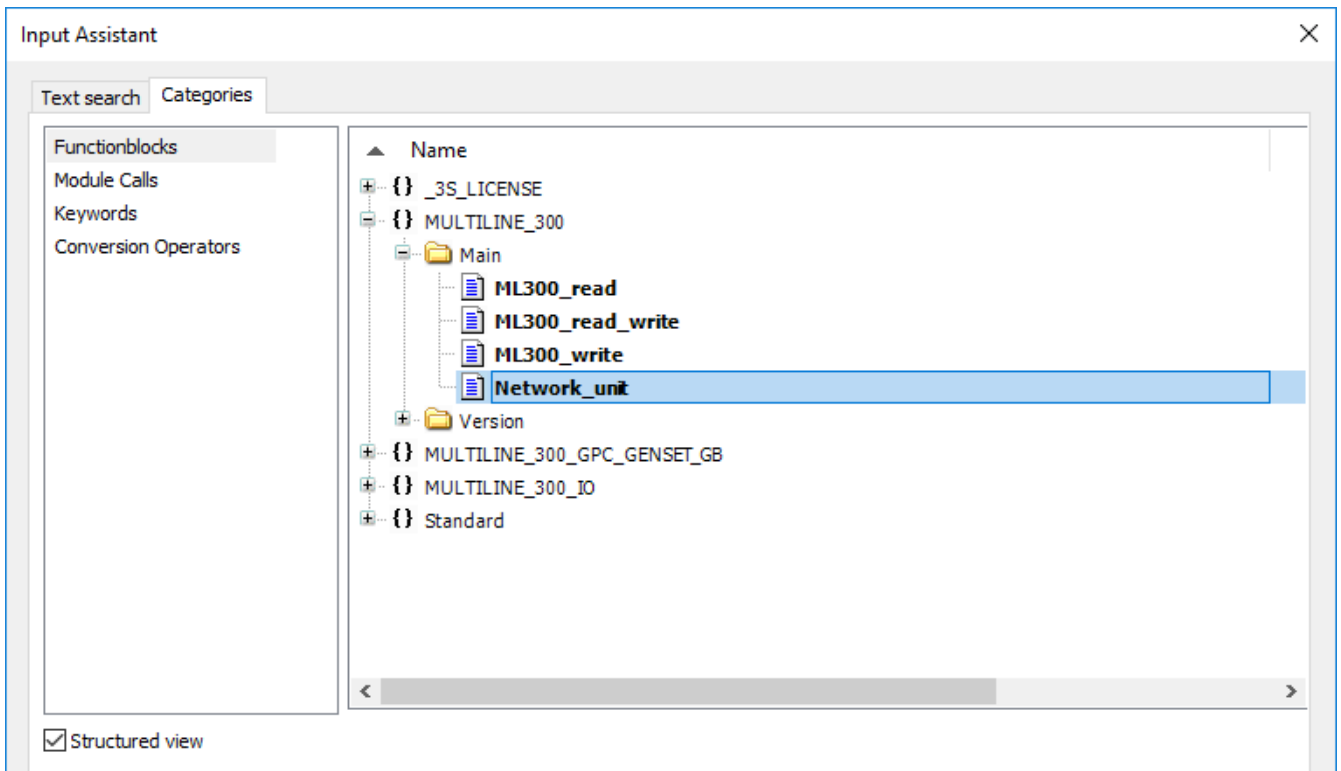 Input Assistant
Text search
Categories
Functionblocks
Module Calls
Keywords
Conversion Operators
Name
{} _3S_LICENSE
{} MULTILINE_300
Main
ML300_read
ML300_read_write
ML300_write
Network_unit
Version
{} MULTILINE_300_GPC_GENSET_GB
{} MULTILINE_300_IO
{} Standard
Structured view